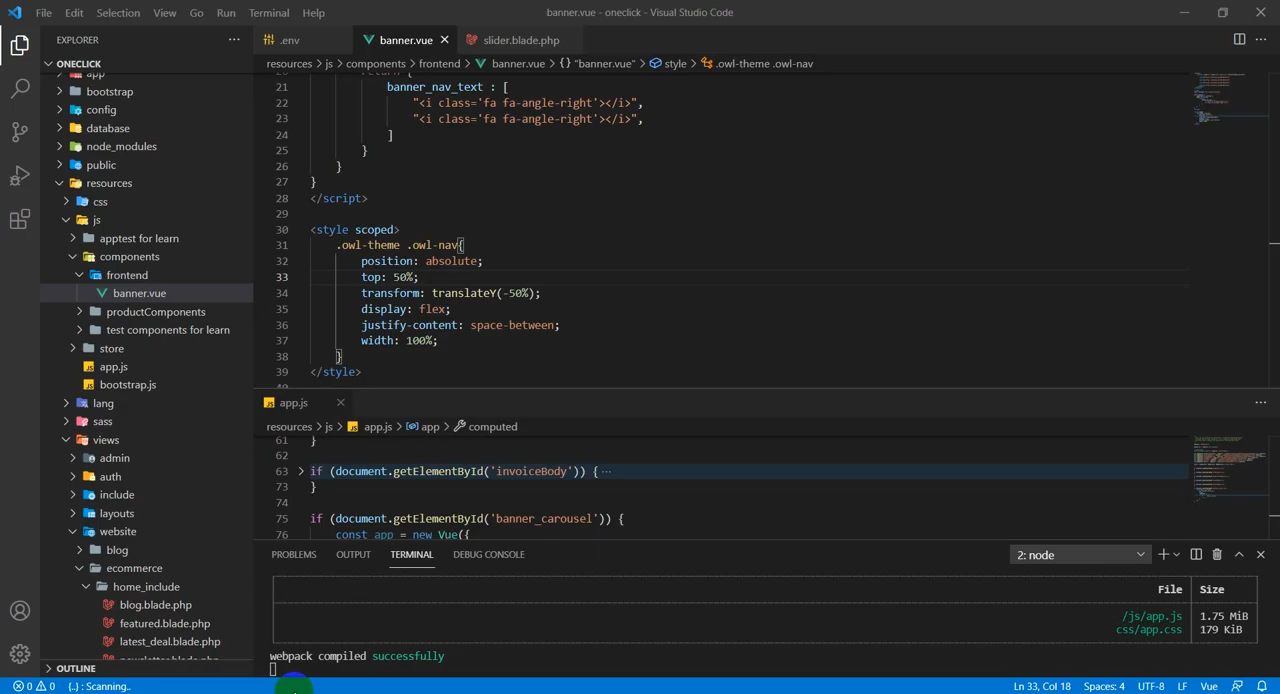 File Edit Selection View Go Run Terminal Help
banner.vue - oneclick - Visual Studio Code
EXPLORER
ONECLICK
app
bootstrap
config
database
node_modules
public
resources
css
js
apptest for learn
components
frontend
banner.vue
productComponents
test components for learn
store
app.js
bootstrap.js
lang
sass
views
admin
auth
include
layouts
website
blog
ecommerce
home_include
blog.blade.php
featured.blade.php
latest_deal.blade.php
newsletter.blade.php
OUTLINE
.env banner.vue slider.blade.php
resources > js > components > frontend > banner.vue > {} "banner.vue" > style > .owl-theme .owl-nav
20 return {
21 banner_nav_text : [
22 "<i class='fa fa-angle-right'></i>",
23 "<i class='fa fa-angle-right'></i>",
24 ]
25 }
26 }
27 }
28 </script>
29
30 <style scoped>
31 .owl-theme .owl-nav{
32 position: absolute;
33 top: 50%;
34 transform: translateY(-50%);
35 display: flex;
36 justify-content: space-between;
37 width: 100%;
38 }
39 </style>
40
app.js
resources > js > app.js > app > computed
61 }
62
63 if (document.getElementById('invoiceBody')) { ...
73 }
74
75 if (document.getElementById('banner_carousel')) {
76 const app = new Vue({
PROBLEMS OUTPUT TERMINAL DEBUG CONSOLE
2: node
File Size
/js/app.js 1.75 MiB
css/app.css 179 KiB
webpack compiled successfully
0 0 {..} : Scanning..
Ln 33, Col 18 Spaces: 4 UTF-8 LF Vue